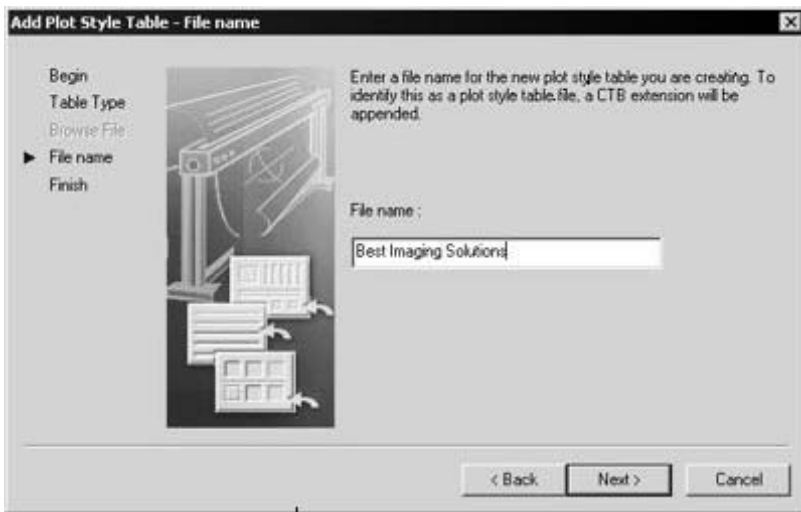 Add Plot Style Table - File name
Begin
Table Type
Browse File
File name
Finish
Enter a file name for the new plot style table you are creating. To
identify this as a plot style table file, a CTB extension will be
appended.
File name :
Best Imaging Solutions
< Back
Next >
Cancel